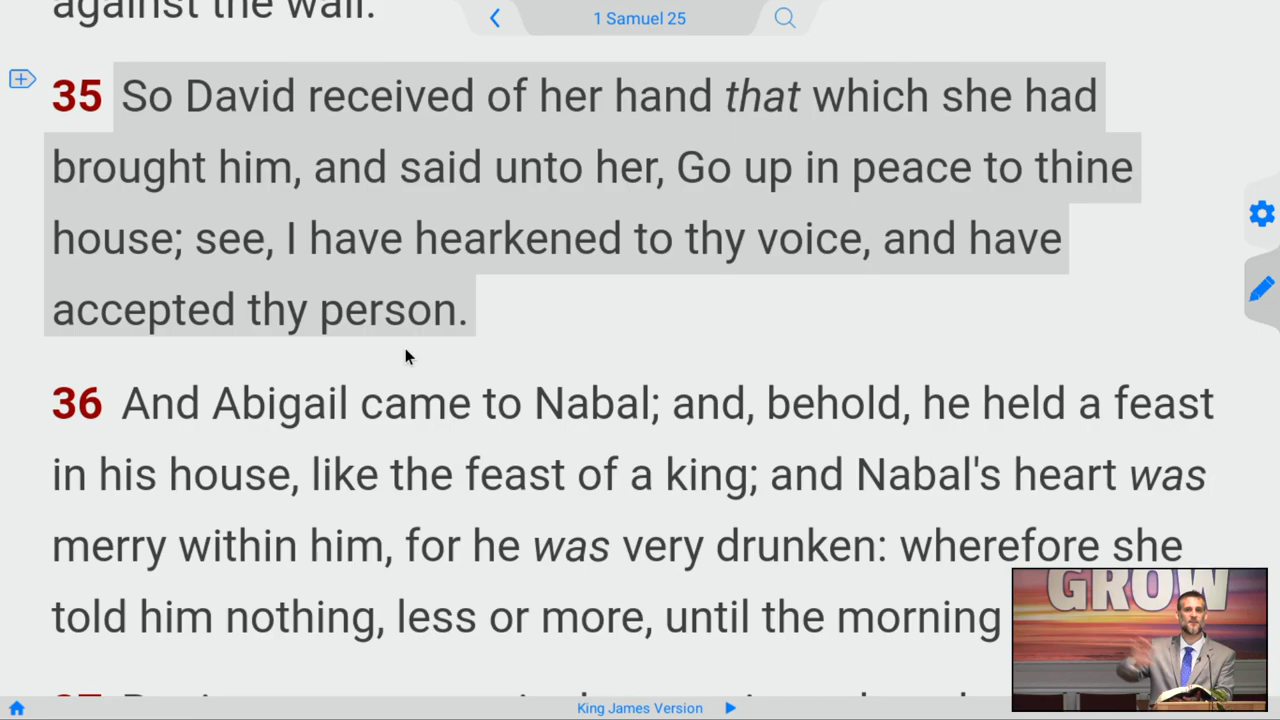 against the wall.
1 Samuel 25
35 So David received of her hand that which she had
brought him, and said unto her, Go up in peace to thine
house; see, I have hearkened to thy voice, and have
accepted thy person.
36 And Abigail came to Nabal; and, behold, he held a feast
in his house, like the feast of a king; and Nabal's heart was
merry within him, for he was very drunken: wherefore she
told him nothing, less or more, until the morning
GROW
King James Version